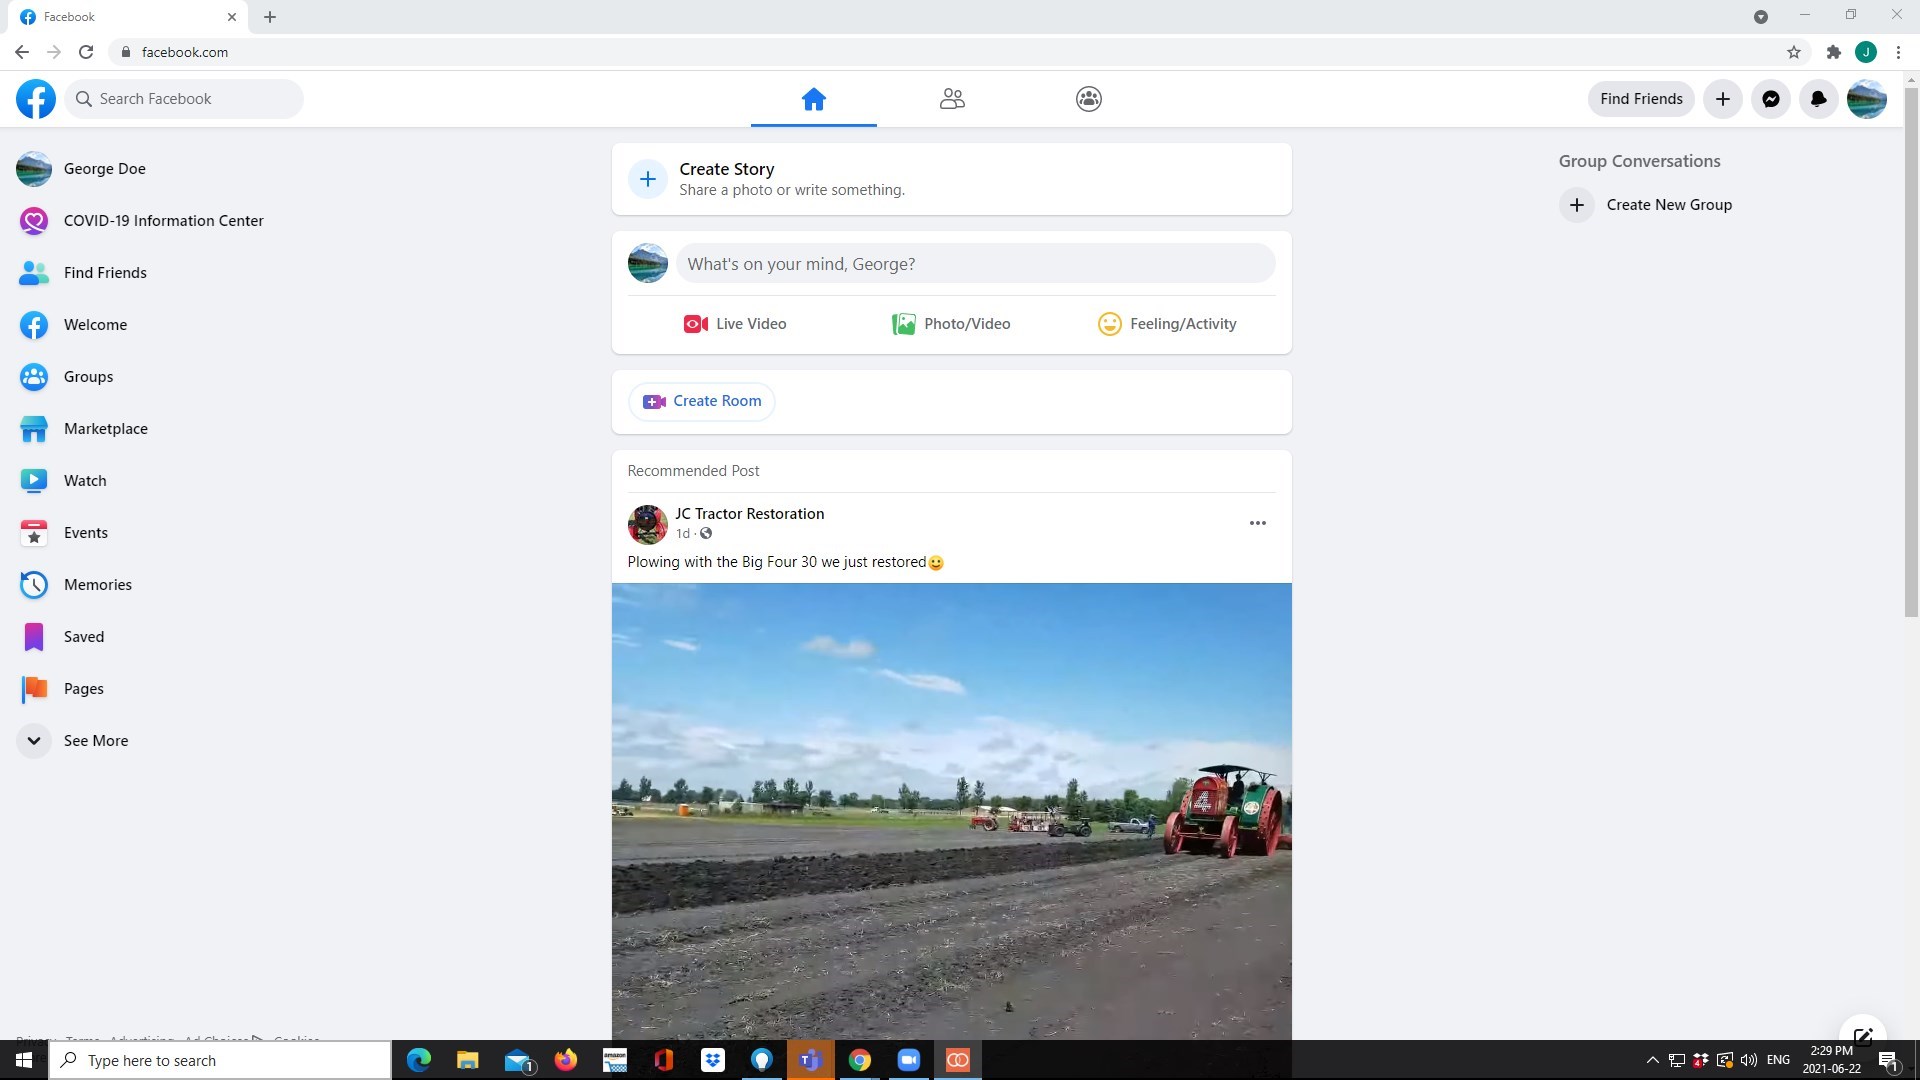 Facebook
facebook.com
Search Facebook
Find Friends
George Doe
COVID-19 Information Center
Find Friends
Welcome
Groups
Marketplace
Watch
Events
Memories
Saved
Pages
See More
Create Story
Share a photo or write something.
What's on your mind, George?
Live Video
Photo/Video
Feeling/Activity
Create Room
Recommended Post
JC Tractor Restoration
1d ·
Plowing with the Big Four 30 we just restored😀
4
Group Conversations
Create New Group
J
Type here to search
1
amazon
ENG
2:29 PM
2021-06-22
1